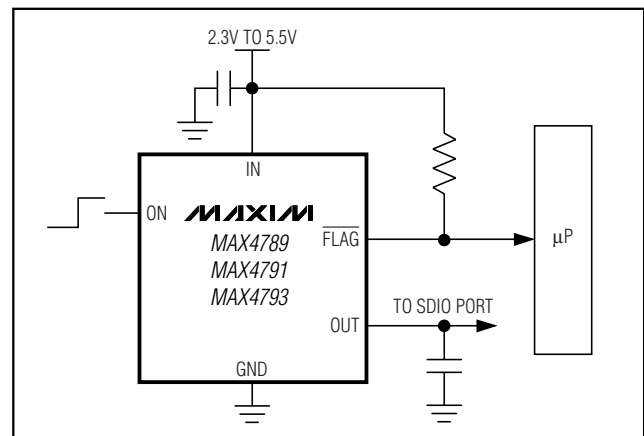 2.3V TO 5.5V
IN
ON
MAXIM
MAX4789
MAX4791
MAX4793
FLAG
OUT
GND
TO SDIO PORT
µP